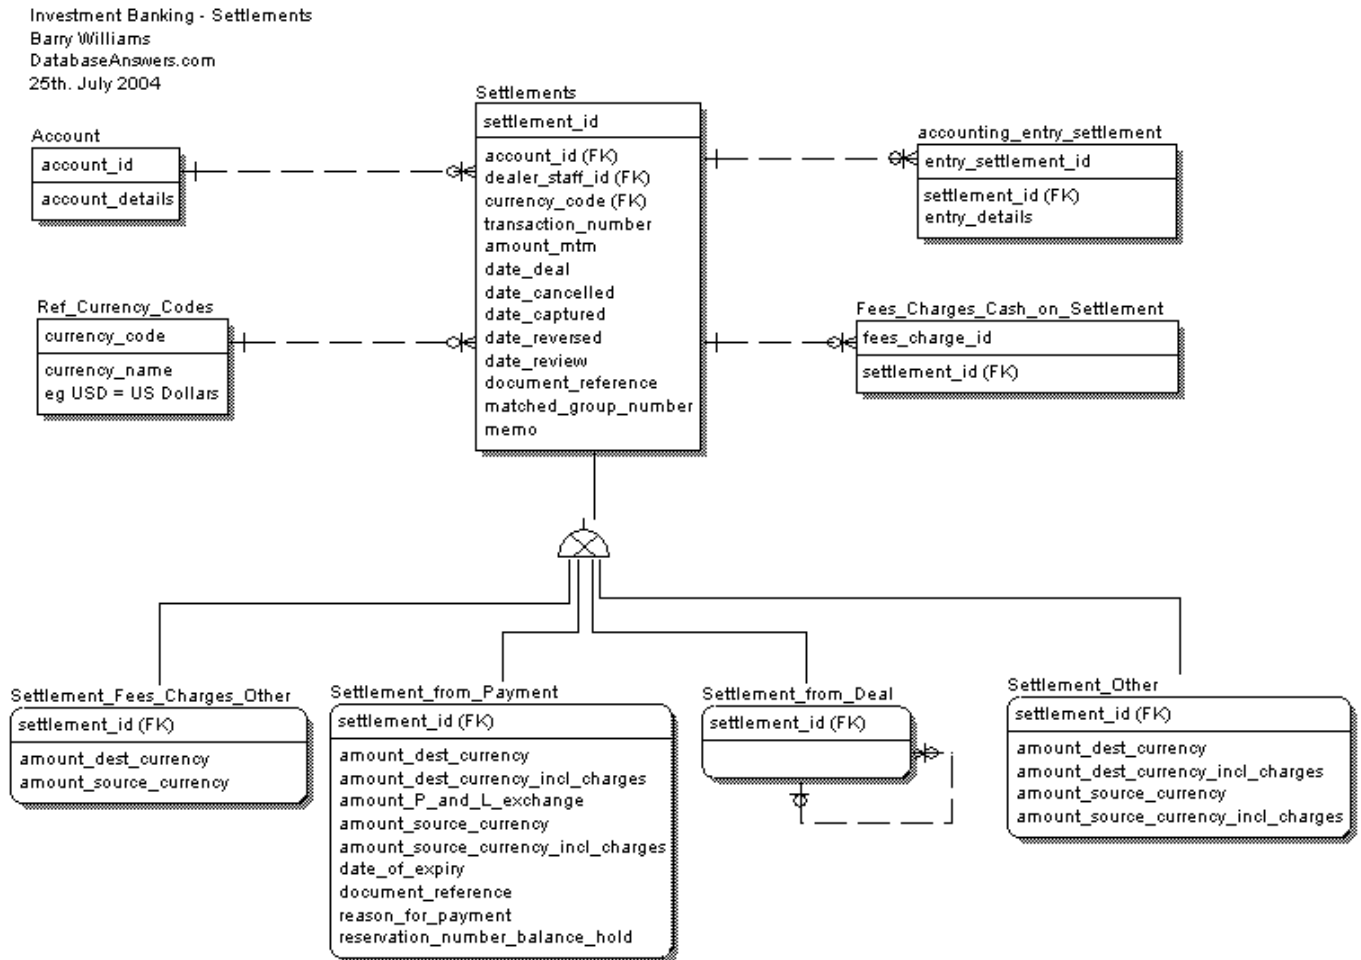 Investment Banking - Settlements
Barry Williams
DatabaseAnswers.com
25th. July 2004
Account
account_id
account_details
Ref_Currency_Codes
currency_code
currency_name
eg USD = US Dollars
Settlements
settlement_id
account_id (FK)
dealer_staff_id (FK)
currency_code (FK)
transaction_number
amount_mtm
date_deal
date_cancelled
date_captured
date_reversed
date_review
document_reference
matched_group_number
memo
accounting_entry_settlement
entry_settlement_id
settlement_id (FK)
entry_details
Fees_Charges_Cash_on_Settlement
fees_charge_id
settlement_id (FK)
Settlement_Fees_Charges_Other
settlement_id (FK)
amount_dest_currency
amount_source_currency
Settlement_from_Payment
settlement_id (FK)
amount_dest_currency
amount_dest_currency_incl_charges
amount_P_and_L_exchange
amount_source_currency
amount_source_currency_incl_charges
date_of_expiry
document_reference
reason_for_payment
reservation_number_balance_hold
Settlement_from_Deal
settlement_id (FK)
Settlement_Other
settlement_id (FK)
amount_dest_currency
amount_dest_currency_incl_charges
amount_source_currency
amount_source_currency_incl_charges